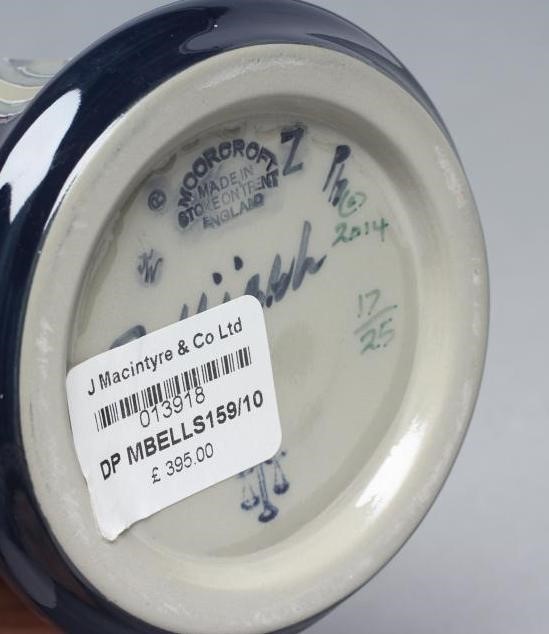 MOORCROFT
MADE IN
STOKE ON TRENT
ENGLAND
Z
©
2014
17
25
J Macintyre & Co Ltd
013918
DP MBELLS159/10
£ 395.00